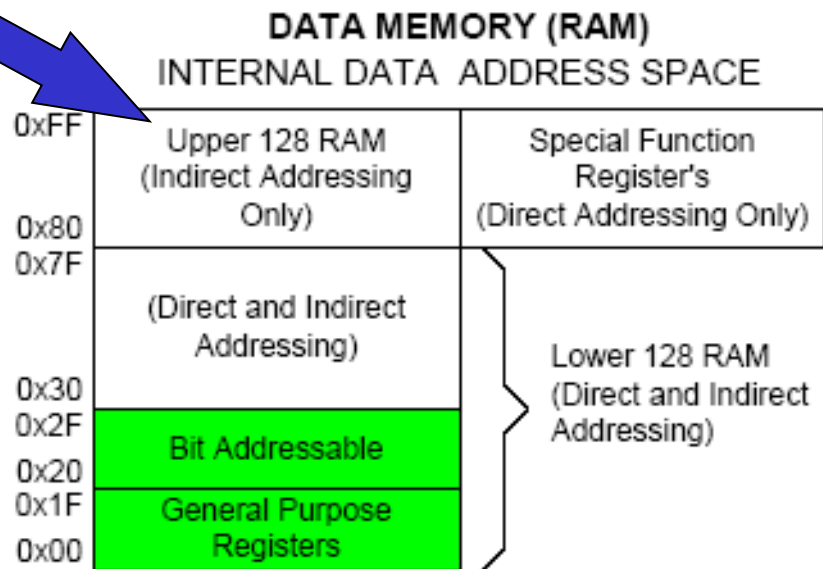 DATA MEMORY (RAM)
INTERNAL DATA ADDRESS SPACE
0xFF
Upper 128 RAM
(Indirect Addressing
Only)
0x80
Special Function
Register's
(Direct Addressing Only)
0x7F
(Direct and Indirect
Addressing)
0x30
Lower 128 RAM
(Direct and Indirect
Addressing)
0x2F
Bit Addressable
0x20
0x1F
General Purpose
Registers
0x00